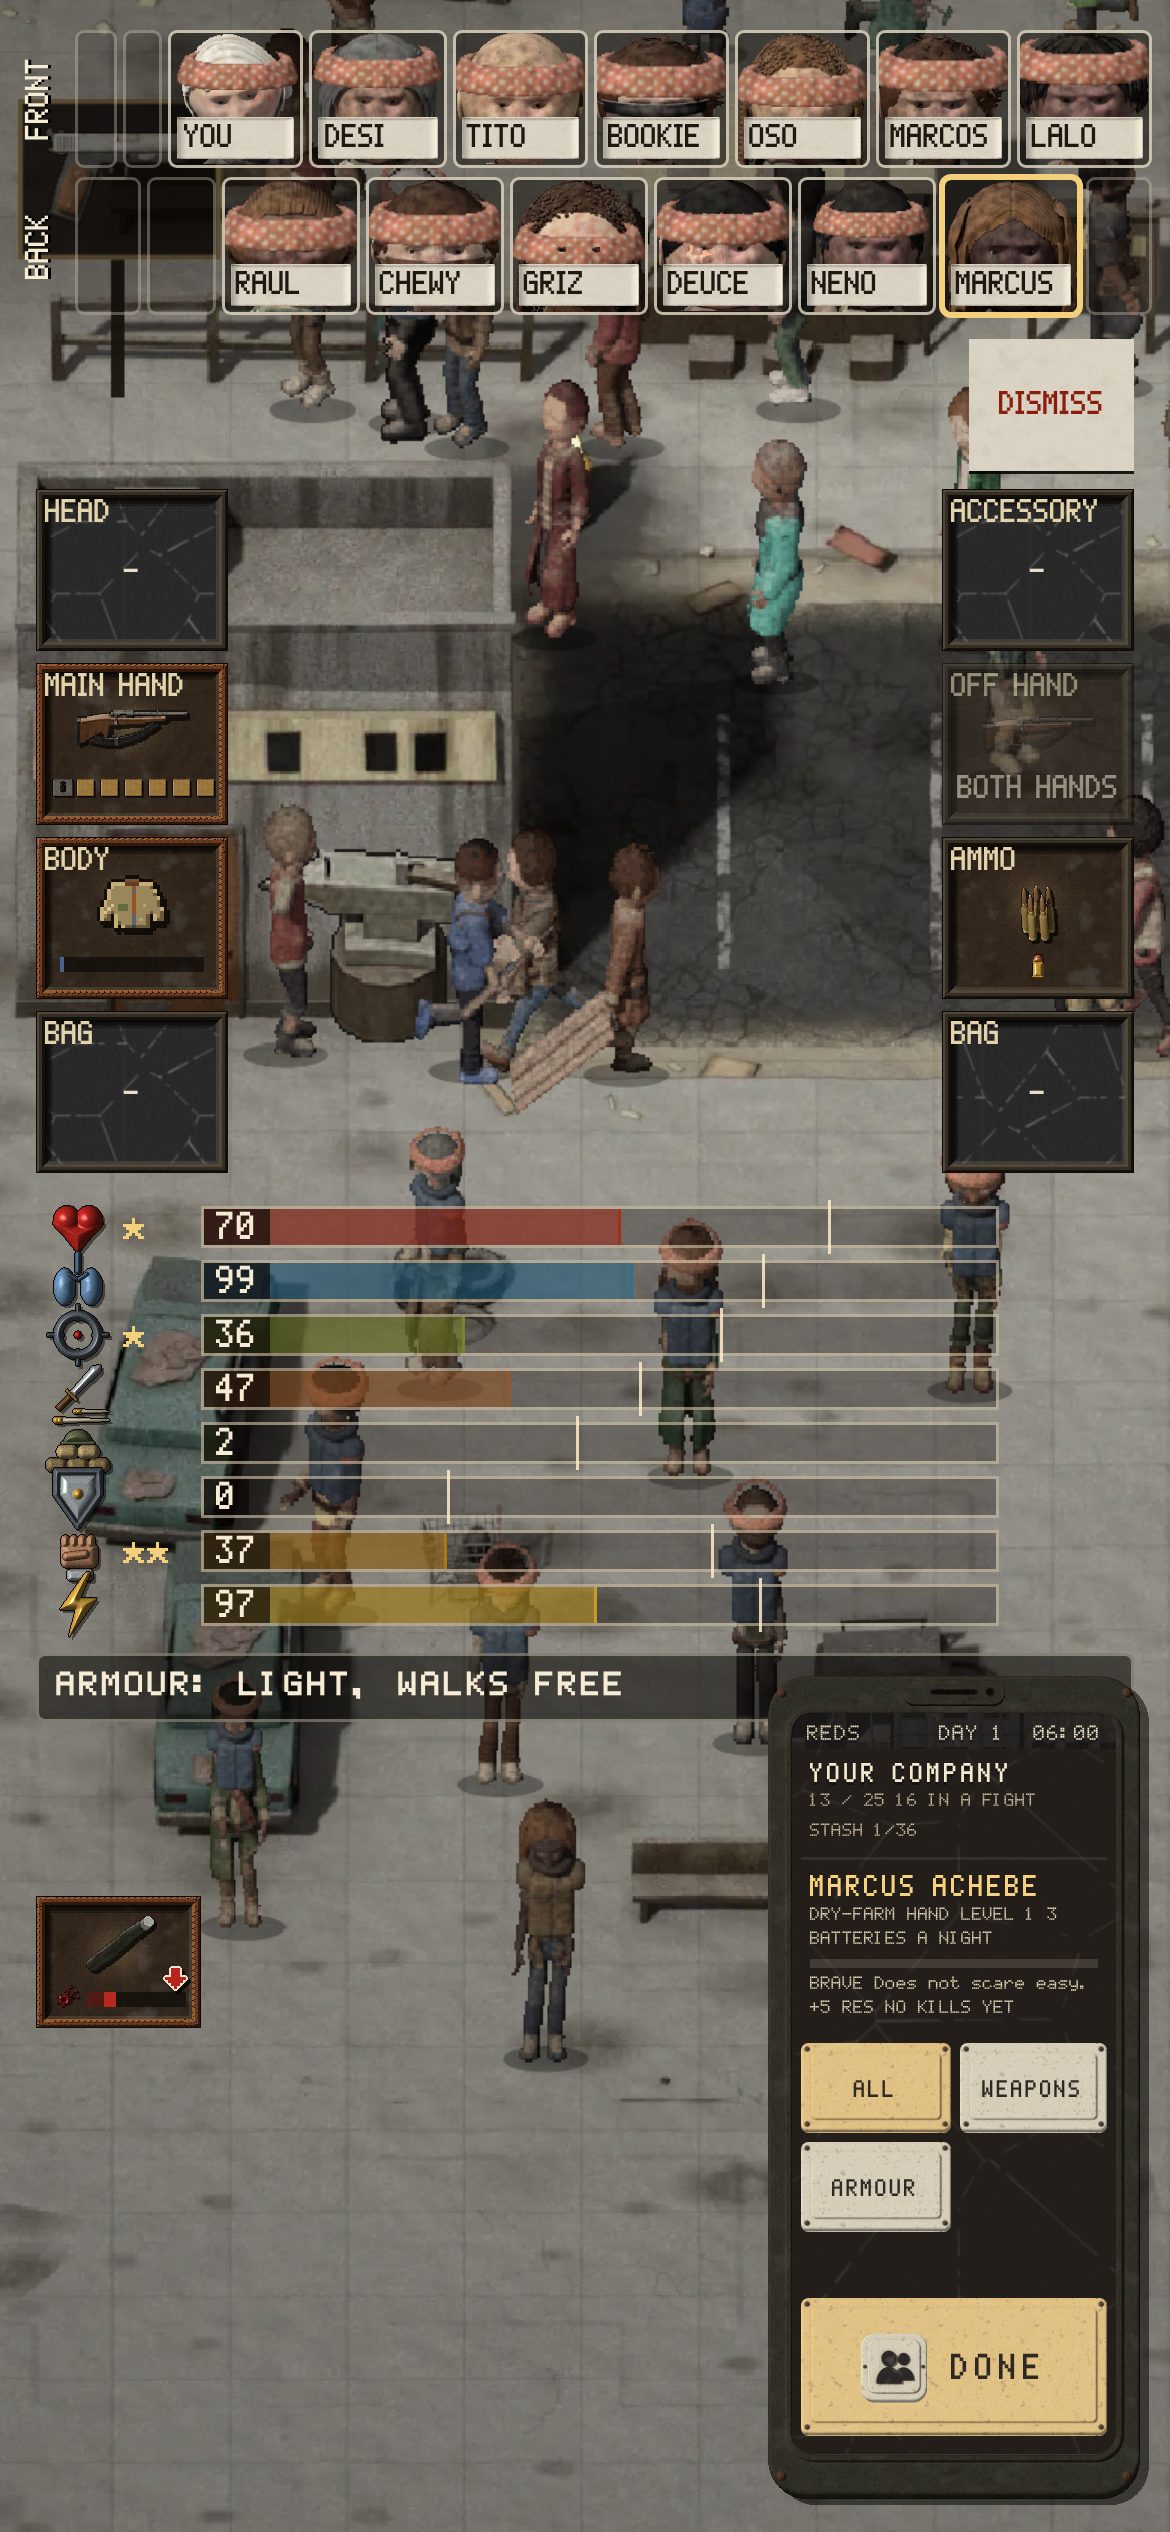 FRONT
YOU
DESI
TITO
BOOKIE
OSO
MARCOS
LALO
BACK
RAUL
CHEWY
GRIZ
DEUCE
NENO
MARCUS
DISMISS
HEAD
-
ACCESSORY
-
MAIN HAND
OFF HAND
BOTH HANDS
BODY
AMMO
BAG
-
BAG
-
70
99
36
47
2
0
37
97
ARMOUR: LIGHT, WALKS FREE
REDS DAY 1 06:00
YOUR COMPANY
13 / 25 16 IN A FIGHT
STASH 1/36
MARCUS ACHEBE
DRY-FARM HAND LEVEL 1 3
BATTERIES A NIGHT
BRAVE Does not scare easy.
+5 RES NO KILLS YET
ALL
WEAPONS
ARMOUR
DONE